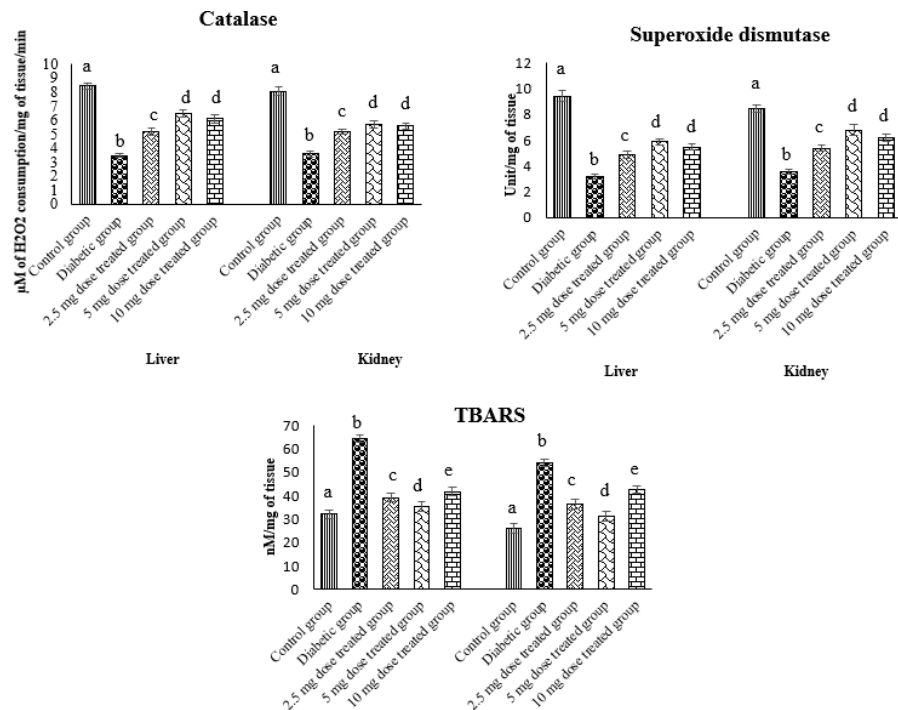 Catalase
µM of H2O2 consumption/mg of tissue/min
10
9
8
7
6
5
4
3
2
1
0
a
b
c
d
d
a
b
c
d
d
Control group
Diabetic group
2.5 mg dose treated group
5 mg dose treated group
10 mg dose treated group
Control group
Diabetic group
2.5 mg dose treated group
5 mg dose treated group
10 mg dose treated group
Liver
Kidney
Superoxide dismutase
Unit/mg of tissue
12
10
8
6
4
2
0
a
b
c
d
d
a
b
c
d
d
Control group
Diabetic group
2.5 mg dose treated group
5 mg dose treated group
10 mg dose treated group
Control group
Diabetic group
2.5 mg dose treated group
5 mg dose treated group
10 mg dose treated group
Liver
Kidney
TBARS
nM/mg of tissue
70
60
50
40
30
20
10
0
a
b
c
d
e
a
b
c
d
e
Control group
Diabetic group
2.5 mg dose treated group
5 mg dose treated group
10 mg dose treated group
Control group
Diabetic group
2.5 mg dose treated group
5 mg dose treated group
10 mg dose treated group